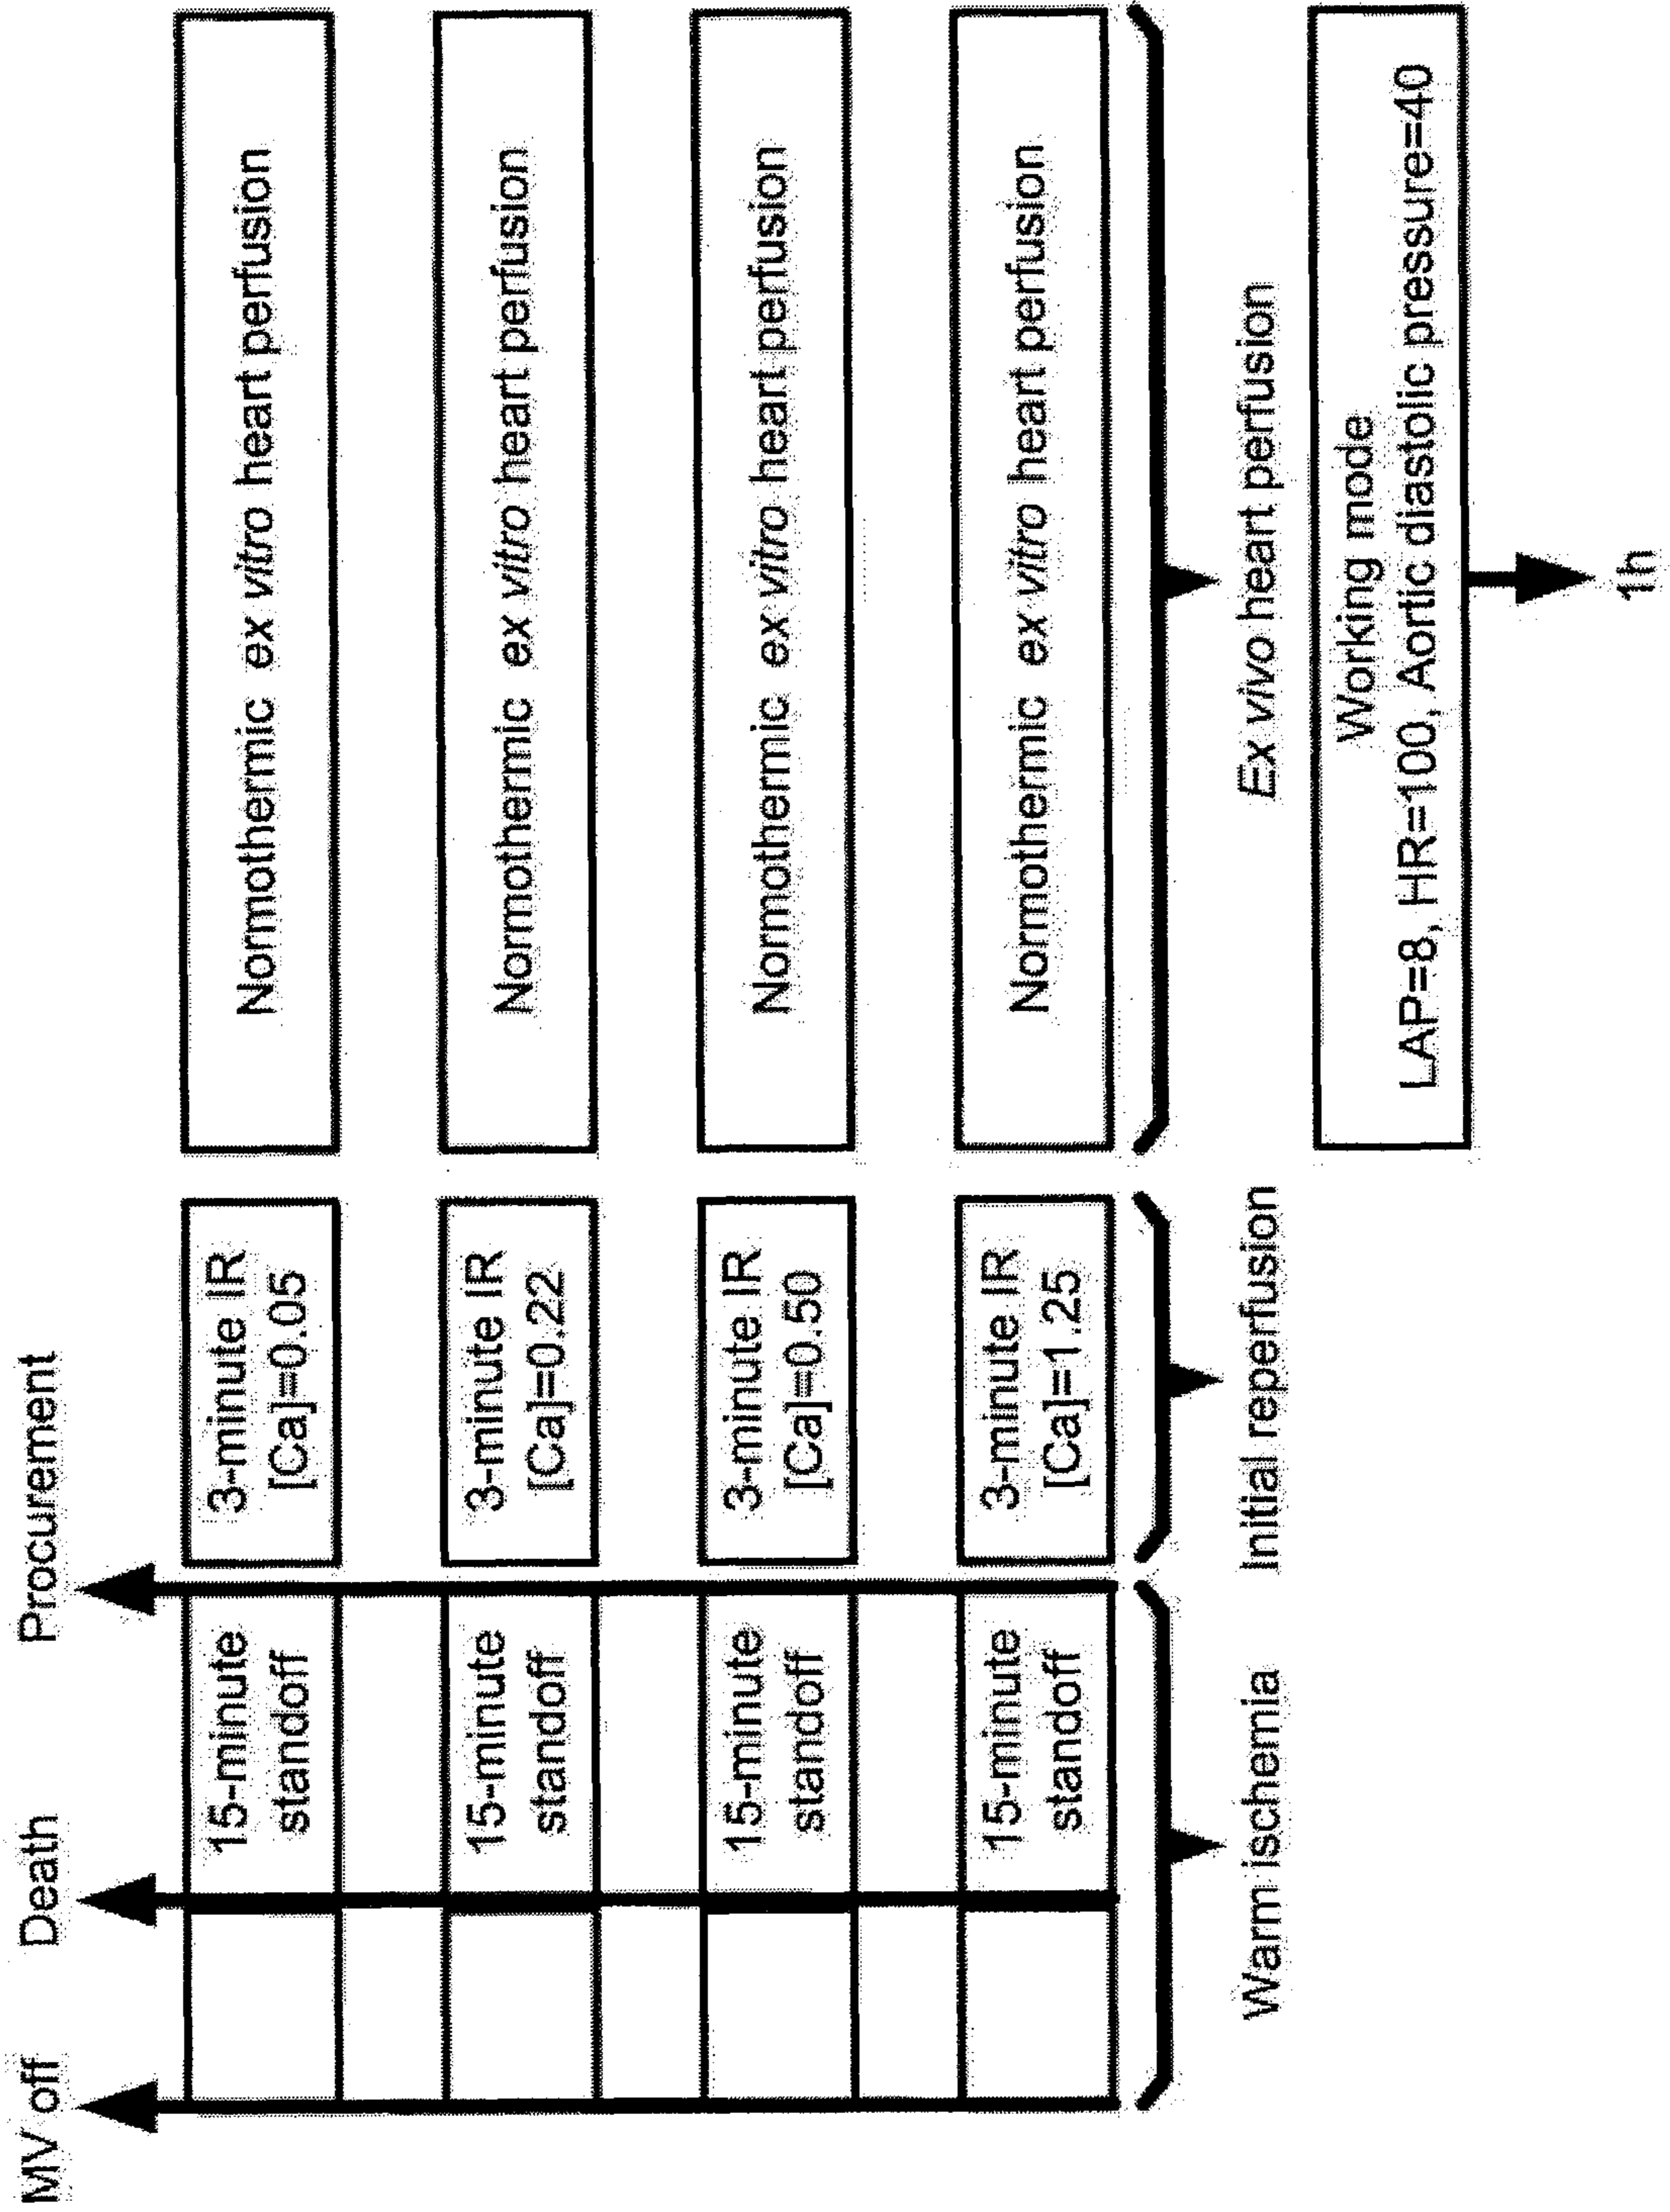 MV off
Death
Procurement
15-minute
standoff
3-minute IR
[Ca]=0.05
Normothermic ex vitro heart perfusion
15-minute
standoff
3-minute IR
[Ca]=0.22
Normothermic ex vitro heart perfusion
15-minute
standoff
3-minute IR
[Ca]=0.50
Normothermic ex vitro heart perfusion
15-minute
standoff
3-minute IR
[Ca]=1.25
Normothermic ex vitro heart perfusion
Warm ischemia
Initial reperfusion
Ex vivo heart perfusion
Working mode
LAP=8, HR=100, Aortic diastolic pressure=40
1h